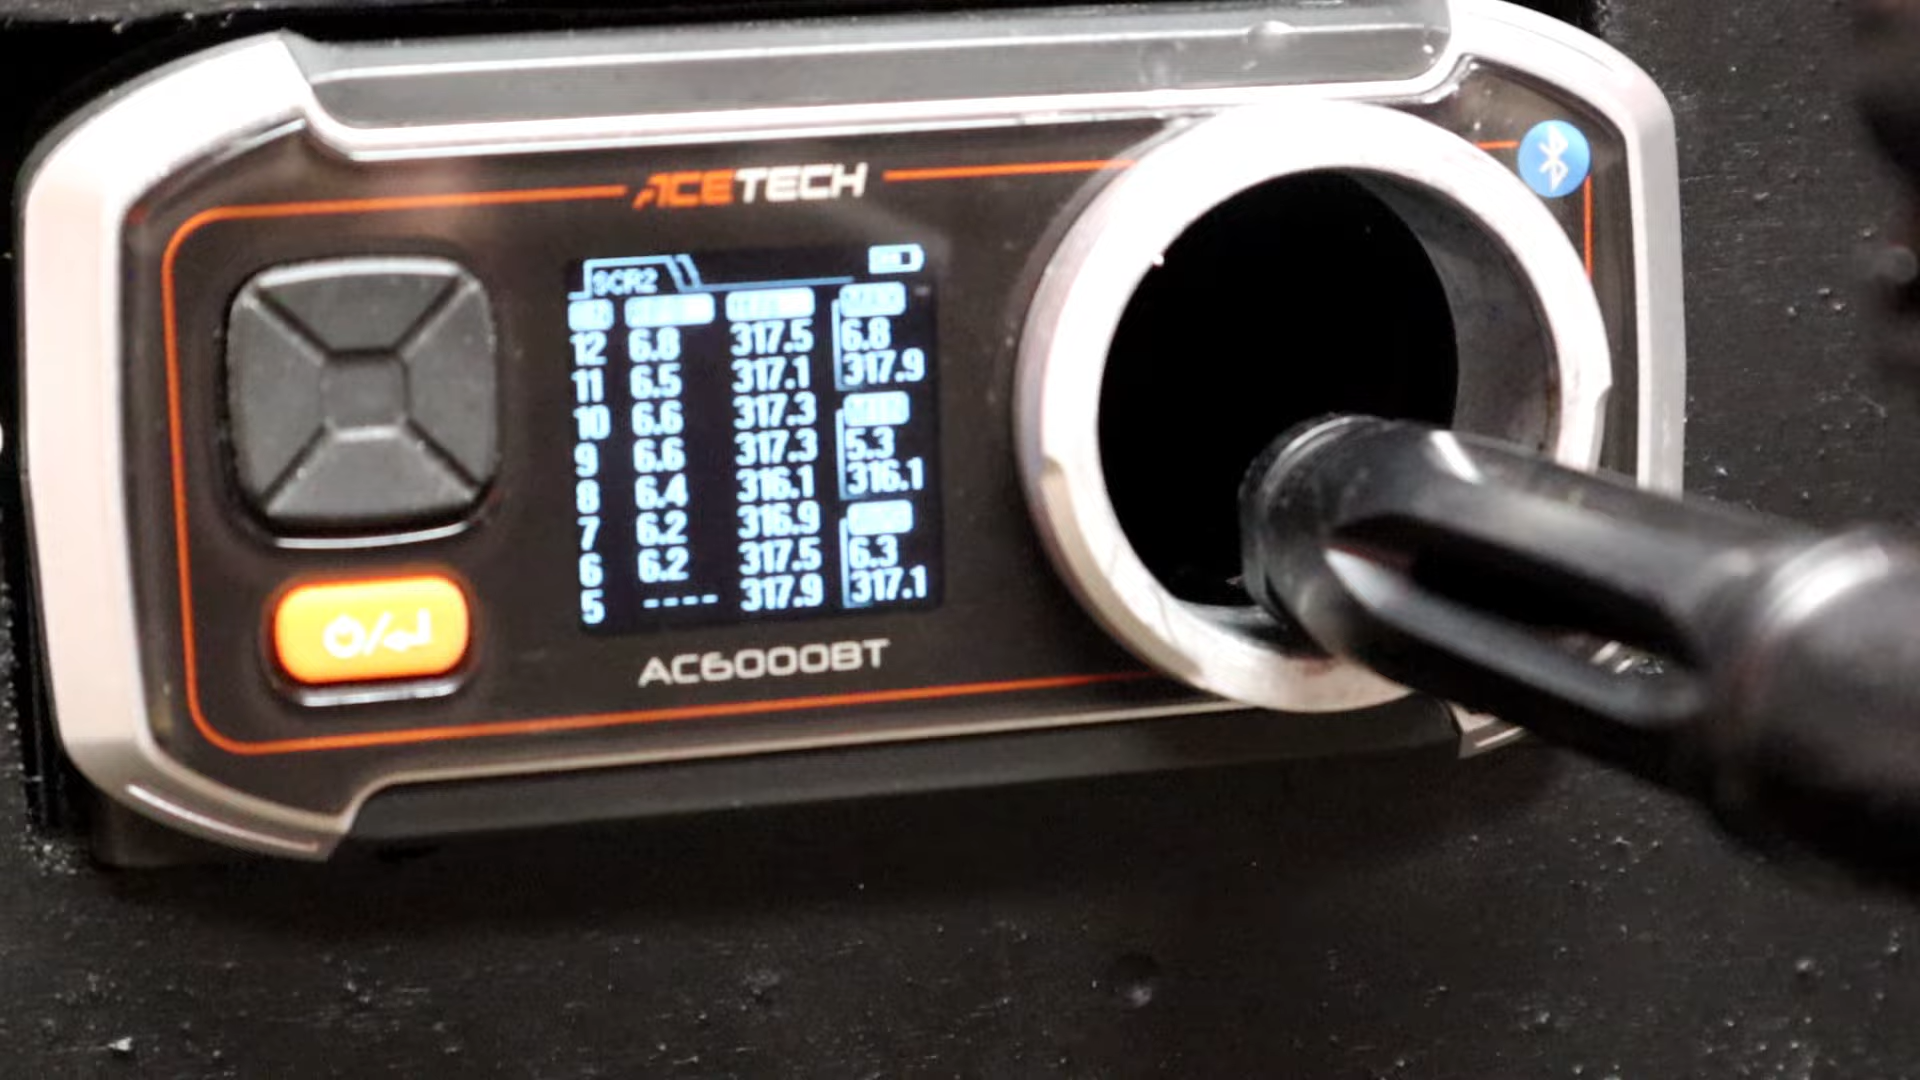 ACETECH
SCR2
12 6.8 317.5
11 6.5 317.1
10 6.6 317.3
9 6.6 317.3
8 6.4 316.1
7 6.2 316.9
6 6.2 317.5
5 ---- 317.9
6.8
317.9
5.3
316.1
6.3
317.1
AC6000BT